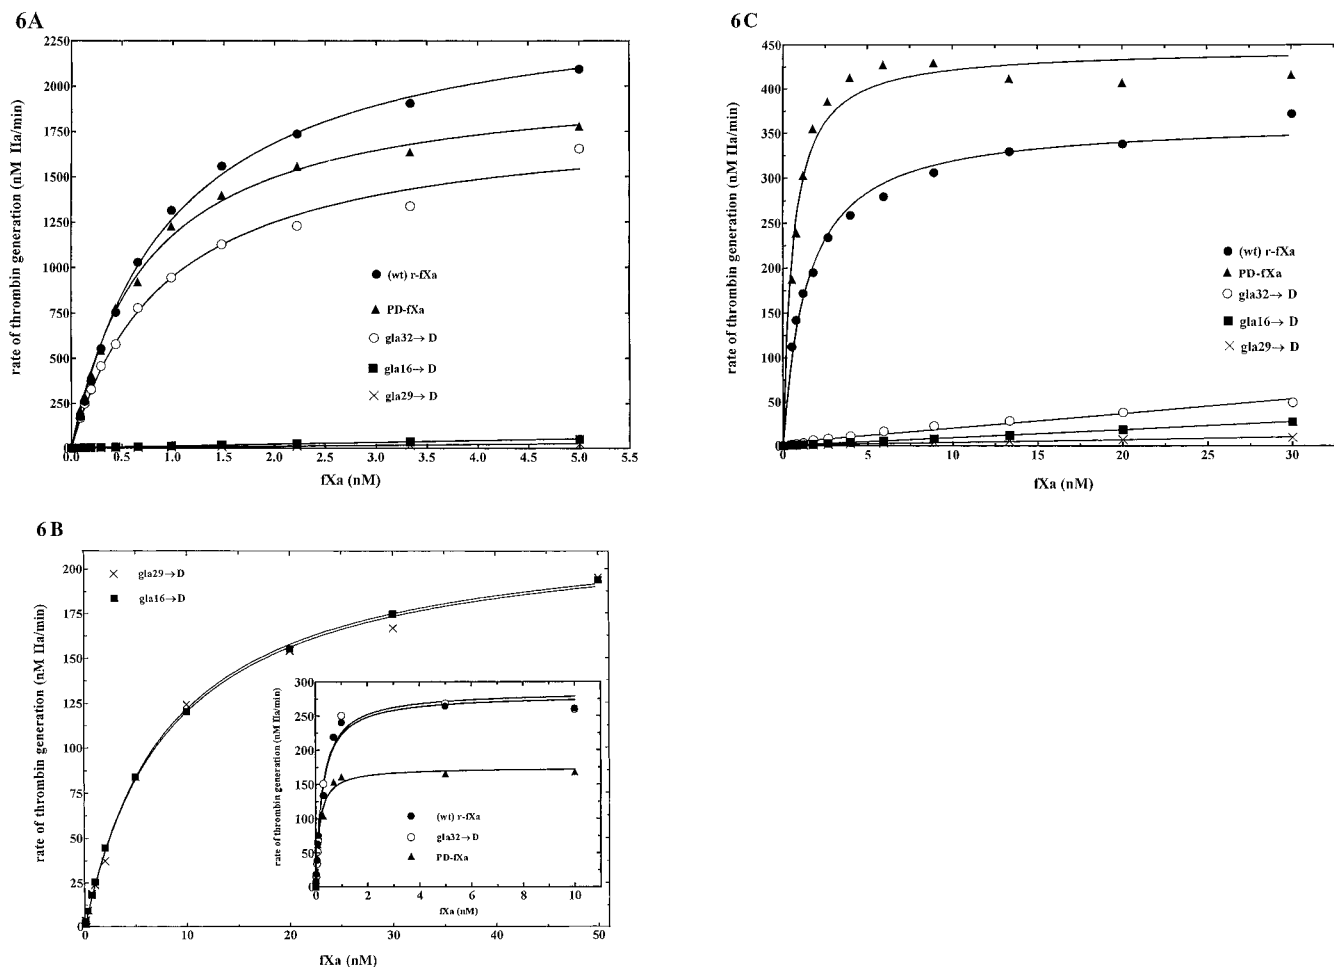 6A
rate of thrombin generation (nM IIa/min)
2250
2000
1750
1500
1250
1000
750
500
250
0
0.0 0.5 1.0 1.5 2.0 2.5 3.0 3.5 4.0 4.5 5.0 5.5
fXa (nM)
(wt) r-fXa
PD-fXa
gla32→D
gla16→D
gla29→D
6C
rate of thrombin generation (nM IIa/min)
450
400
350
300
250
200
150
100
50
0
0 5 10 15 20 25 30
fXa (nM)
(wt) r-fXa
PD-fXa
gla32→ D
gla16→ D
gla29→ D
6B
rate of thrombin generation (nM IIa/min)
200
175
150
125
100
75
50
25
0
0 10 20 30 40 50
fXa (nM)
gla29→D
gla16→D
rate of thrombin generation (nM IIa/min)
300
250
200
150
100
50
0
0 2 4 6 8 10
fXa (nM)
(wt) r-fXa
gla32→D
PD-fXa